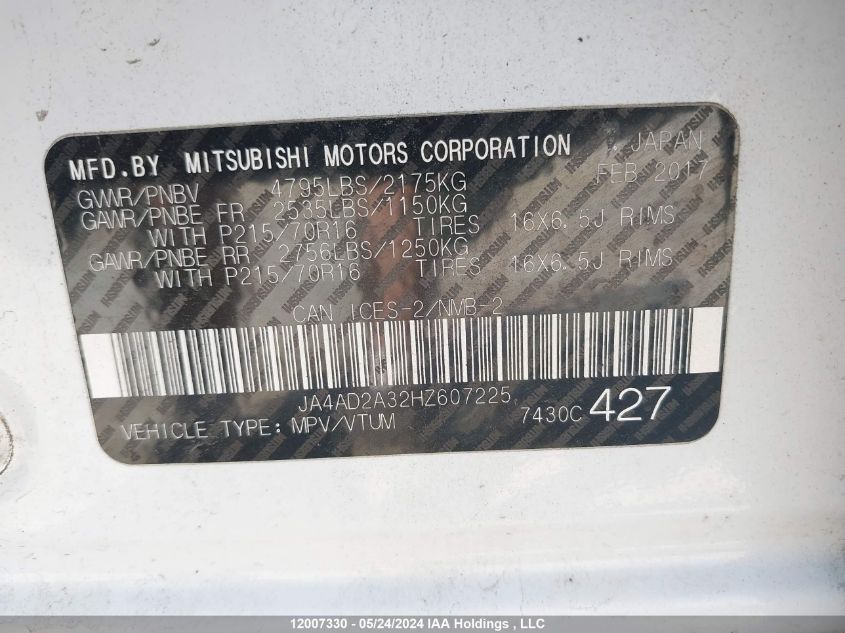 MFD.BY MITSUBISHI MOTORS CORPORATION , JAPAN
GVWR/PNBV 4795LBS/2175KG FEB 2017
GAWR/PNBE FR 2535LBS/1150KG
WITH P215/70R16 TIRES 16X6.5J RIMS
GAWR/PNBE RR 2756LBS/1250KG
WITH P215/70R16 TIRES 16X6.5J RIMS
CAN ICES-2/NMB-2
JA4AD2A32HZ607225
VEHICLE TYPE:MPV/VTUM 7430C 427
12007330 - 05/24/2024 IAA Holdings , LLC